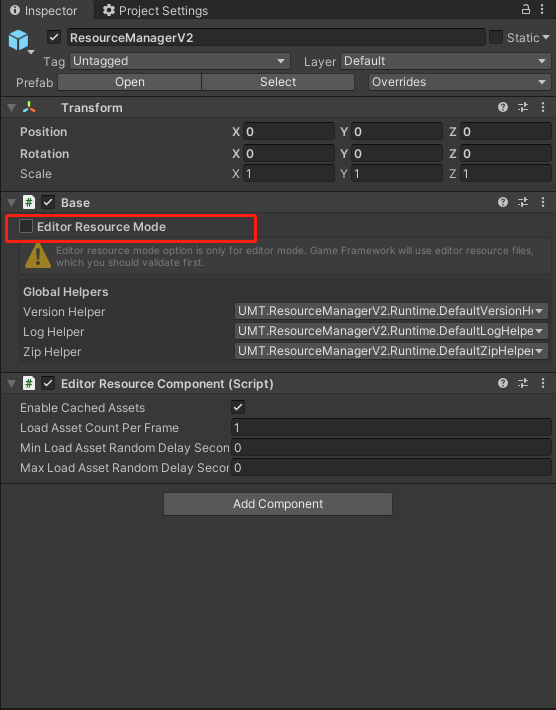 Inspector Project Settings
ResourceManagerV2 Static
Tag Untagged Layer Default
Prefab Open Select Overrides
Transform
Position X 0 Y 0 Z 0
Rotation X 0 Y 0 Z 0
Scale X 1 Y 1 Z 1
# Base
Editor Resource Mode
Editor resource mode option is only for editor mode. Game Framework will use editor resource files,
which you should validate first.
Global Helpers
Version Helper UMT.ResourceManagerV2.Runtime.DefaultVersionHe
Log Helper UMT.ResourceManagerV2.Runtime.DefaultLogHelpe
Zip Helper UMT.ResourceManagerV2.Runtime.DefaultZipHelper
# Editor Resource Component (Script)
Enable Cached Assets
Load Asset Count Per Frame 1
Min Load Asset Random Delay Secon 0
Max Load Asset Random Delay Secon 0
Add Component